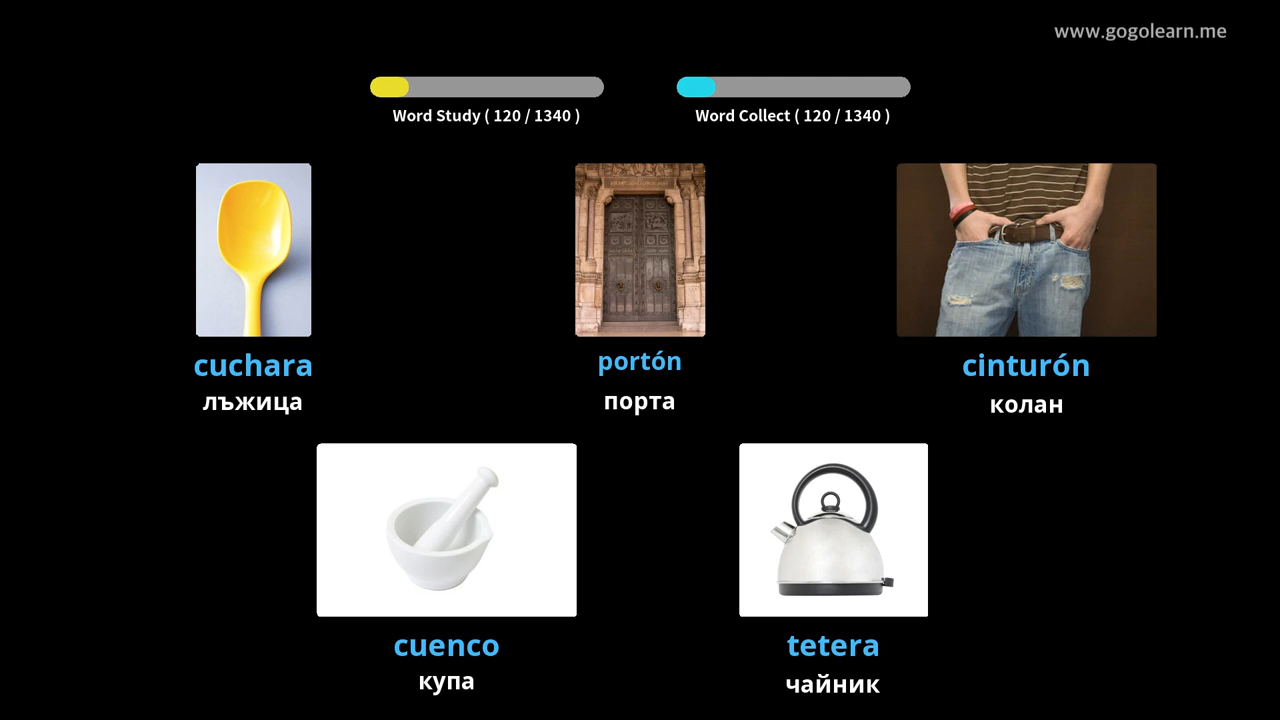 www.gogolearn.me
Word Study ( 120 / 1340 )
Word Collect ( 120 / 1340 )
cuchara
лъжица
portón
порта
cinturón
колан
cuenco
купа
tetera
чайник